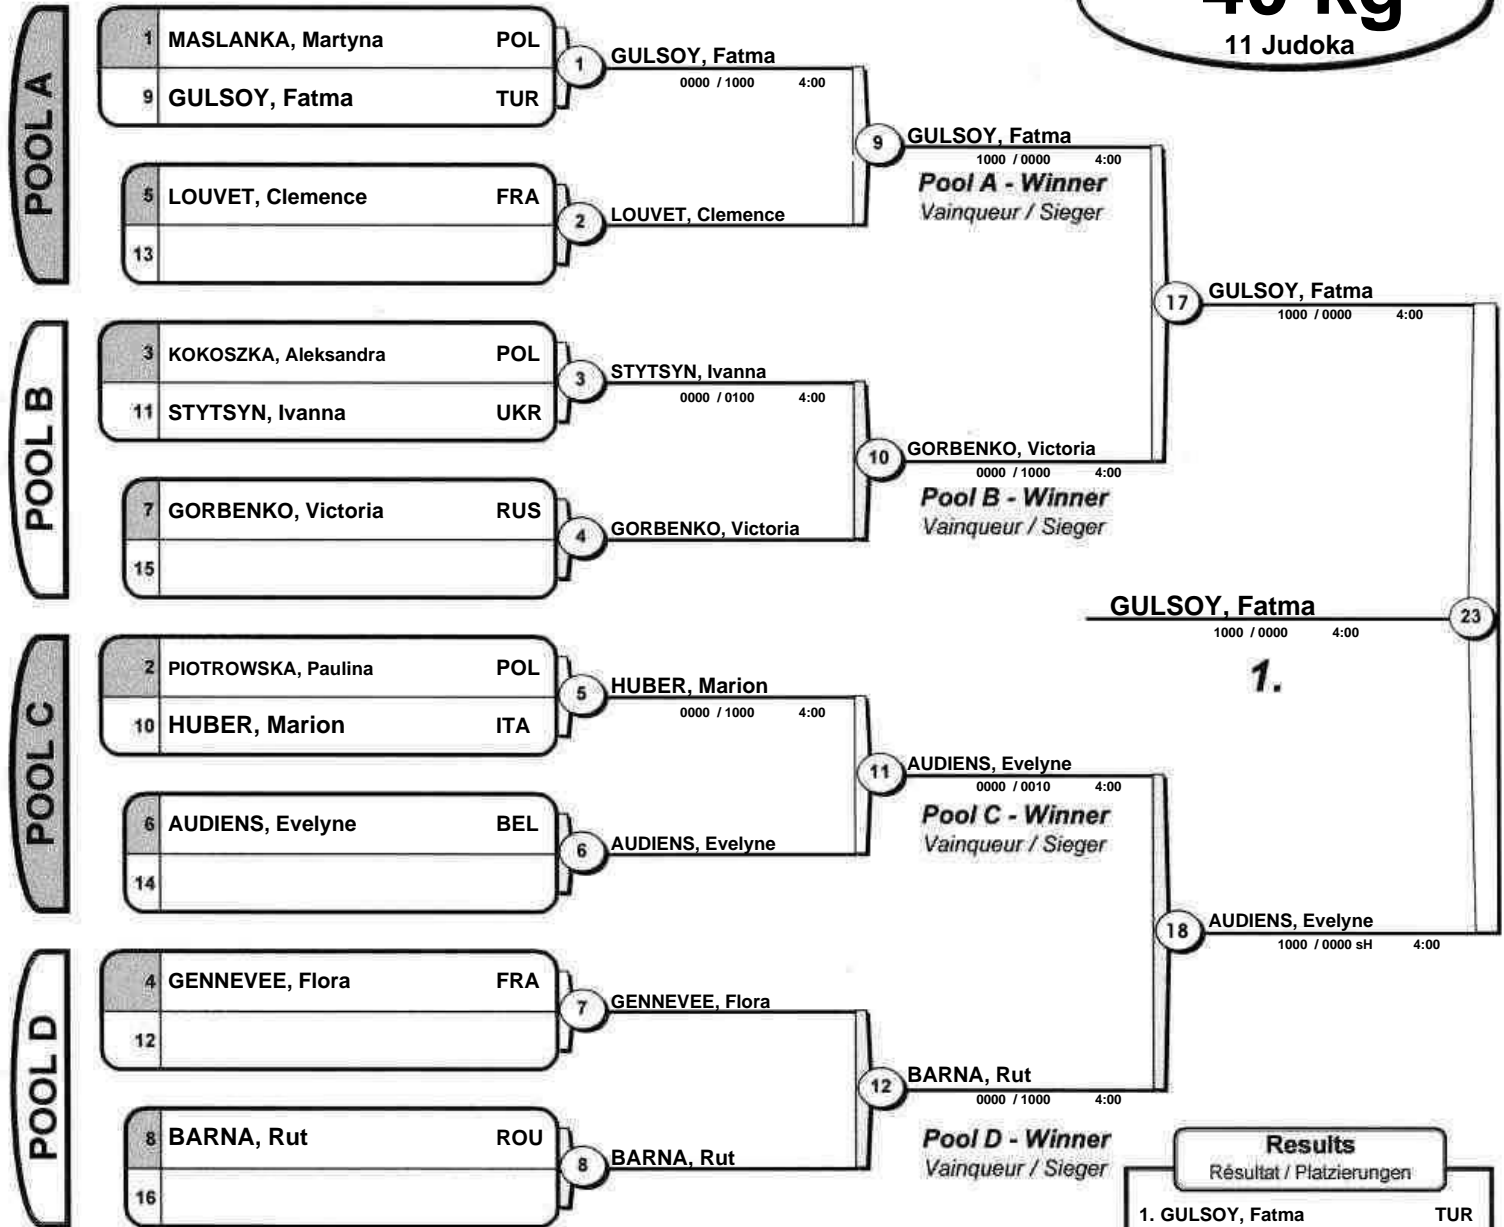 40 kg
11 Judoka
POOL A
1 MASLANKA, Martyna POL
9 GULSOY, Fatma TUR
5 LOUVET, Clemence FRA
13
1 GULSOY, Fatma
0000 / 1000 4:00
2 LOUVET, Clemence
9 GULSOY, Fatma
1000 / 0000 4:00
Pool A - Winner
Vainqueur / Sieger
POOL B
3 KOKOSZKA, Aleksandra POL
11 STYTSYN, Ivanna UKR
7 GORBENKO, Victoria RUS
15
3 STYTSYN, Ivanna
0000 / 0100 4:00
4 GORBENKO, Victoria
10 GORBENKO, Victoria
0000 / 1000 4:00
Pool B - Winner
Vainqueur / Sieger
17 GULSOY, Fatma
1000 / 0000 4:00
POOL C
2 PIOTROWSKA, Paulina POL
10 HUBER, Marion ITA
6 AUDIENS, Evelyne BEL
14
5 HUBER, Marion
0000 / 1000 4:00
6 AUDIENS, Evelyne
11 AUDIENS, Evelyne
0000 / 0010 4:00
Pool C - Winner
Vainqueur / Sieger
POOL D
4 GENNEVEE, Flora FRA
12
8 BARNA, Rut ROU
16
7 GENNEVEE, Flora
8 BARNA, Rut
12 BARNA, Rut
0000 / 1000 4:00
Pool D - Winner
Vainqueur / Sieger
18 AUDIENS, Evelyne
1000 / 0000 sH 4:00
GULSOY, Fatma 23
1000 / 0000 4:00
1.
Results
Résultat / Platzierungen
1. GULSOY, Fatma TUR